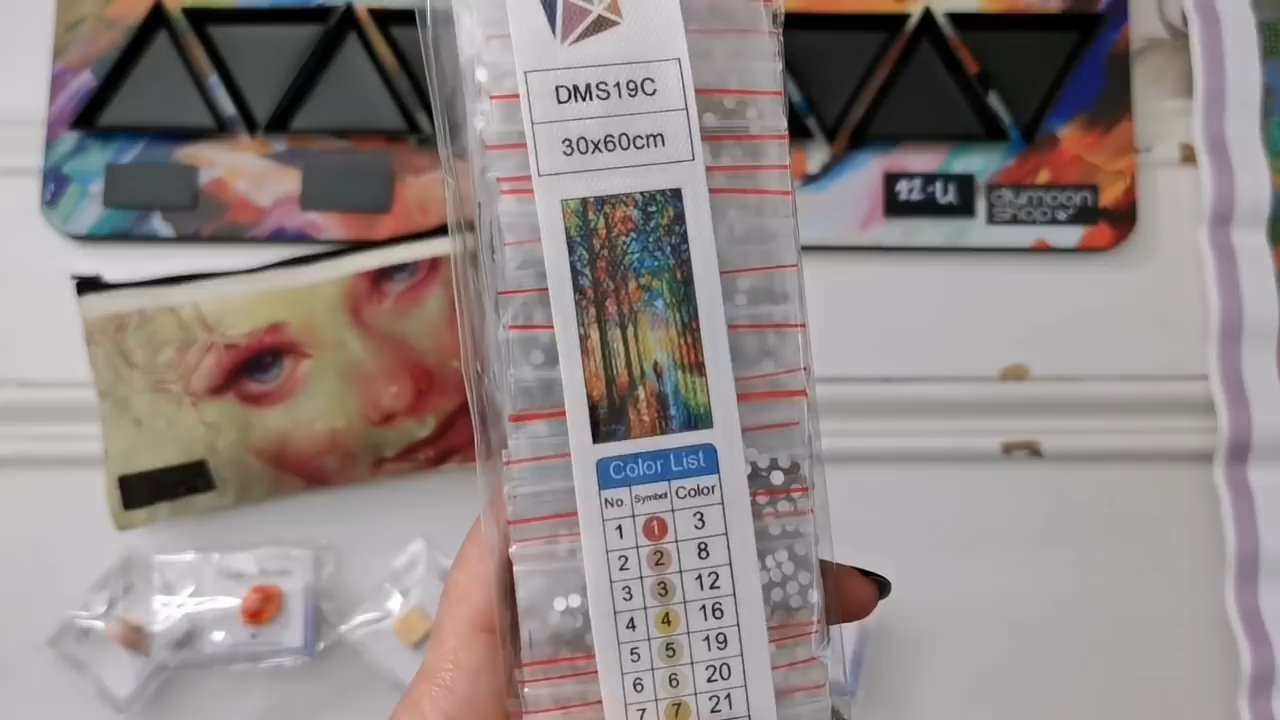 DMS19C
30x60cm
12-U
diymoon
shop
Color List
No. Symbol Color
1 1 3
2 2 8
3 3 12
4 4 16
5 5 19
6 6 20
7 7 21